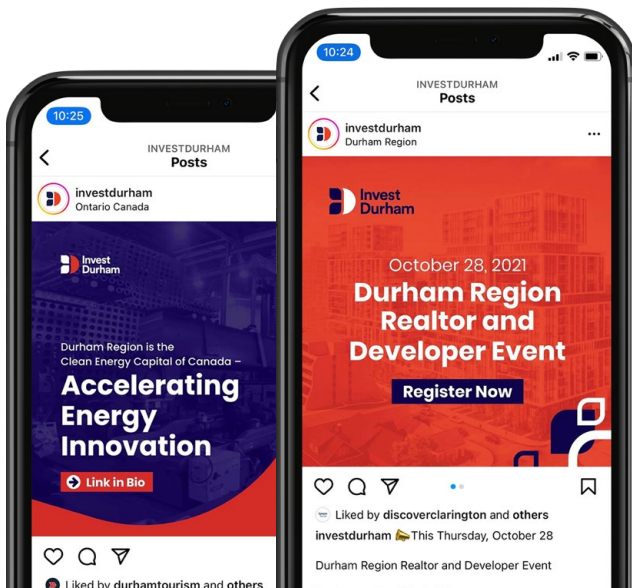 10:25
INVESTDURHAM
Posts
investdurham
Ontario Canada
Invest
Durham
Durham Region is the
Clean Energy Capital of Canada –
Accelerating
Energy
Innovation
Link in Bio
Liked by durhamtourism and others
10:24
INVESTDURHAM
Posts
investdurham
Durham Region
Invest
Durham
October 28, 2021
Durham Region
Realtor and
Developer Event
Register Now
Liked by discoverclarington and others
investdurham 📣This Thursday, October 28
Durham Region Realtor and Developer Event